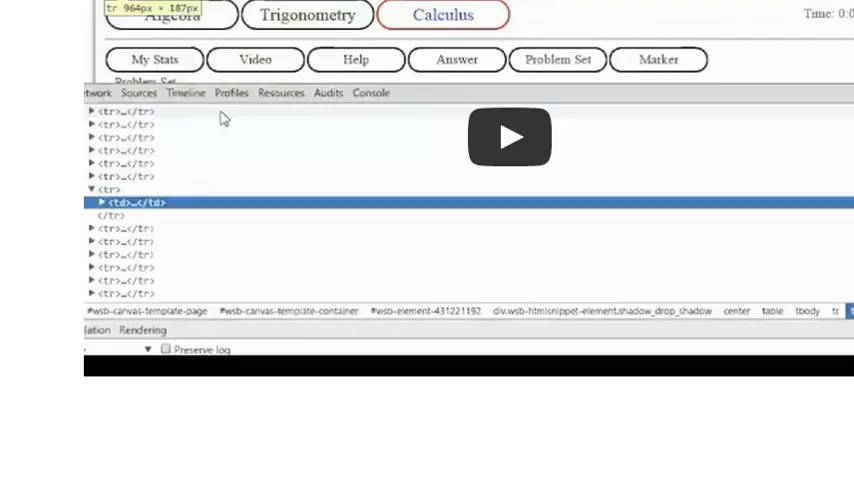 tr 964px × 187px
Algebra Trigonometry Calculus Time: 0:0
My Stats Video Help Answer Problem Set Marker
Problem Set
etwork Sources Timeline Profiles Resources Audits Console
▶ <tr>…</tr>
▶ <tr>…</tr>
▶ <tr>…</tr>
▶ <tr>…</tr>
▶ <tr>…</tr>
▶ <tr>…</tr>
▼ <tr>
▶ <td>…</td>
</tr>
▶ <tr>…</tr>
▶ <tr>…</tr>
▶ <tr>…</tr>
▶ <tr>…</tr>
▶ <tr>…</tr>
▶ <tr>…</tr>
#wsb-canvas-template-page #wsb-canvas-template-container #wsb-element-431221192 div.wsb-htmlsnippet-element.shadow_drop_shadow center table tbody tr t
lation Rendering
▼ Preserve log